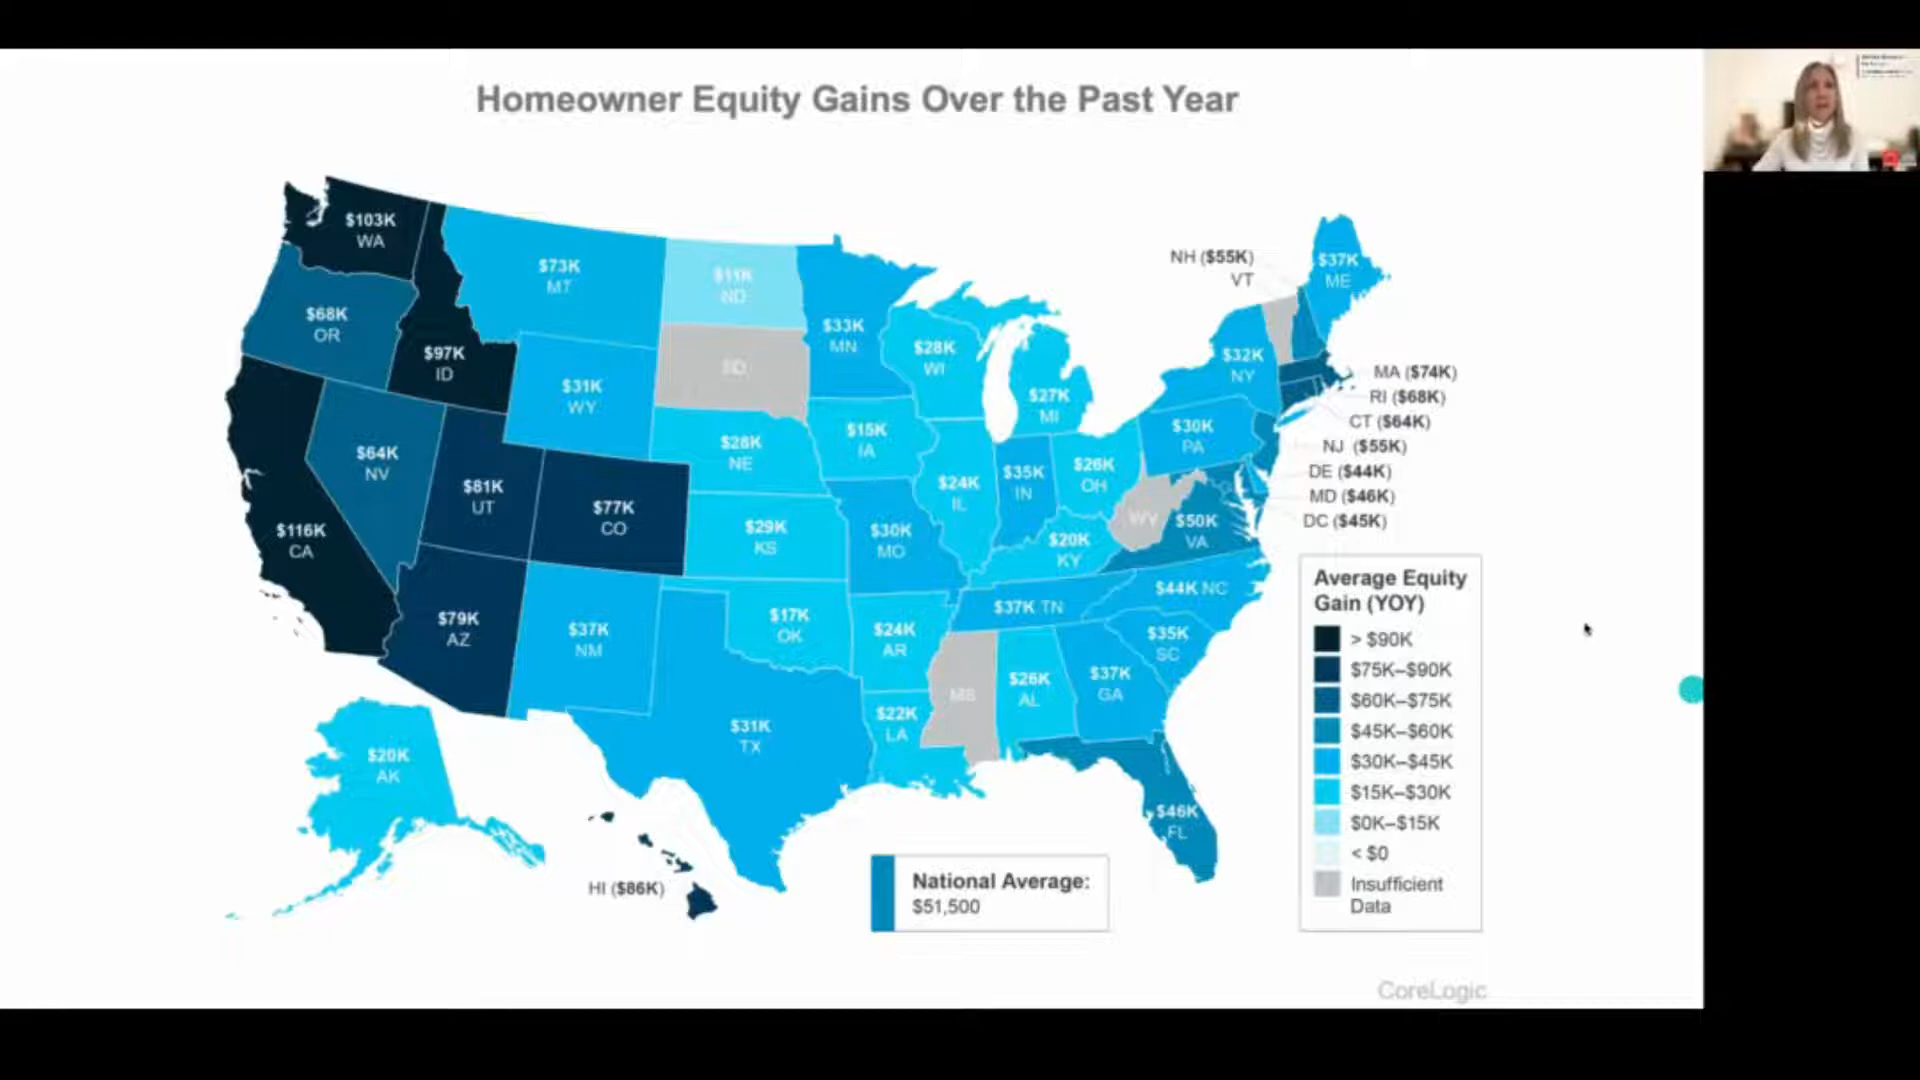 Homeowner Equity Gains Over the Past Year
$103K
WA
$68K
OR
$97K
ID
$73K
MT
$11K
ND
SD
$33K
MN
$28K
WI
$27K
MI
NH ($55K)
VT
$37K
ME
$32K
NY
MA ($74K)
RI ($68K)
CT ($64K)
NJ ($55K)
DE ($44K)
MD ($46K)
DC ($45K)
$31K
WY
$28K
NE
$15K
IA
$24K
IL
$35K
IN
$26K
OH
$30K
PA
$116K
CA
$64K
NV
$81K
UT
$77K
CO
$29K
KS
$30K
MO
$20K
KY
WV
$50K
VA
$79K
AZ
$37K
NM
$17K
OK
$24K
AR
$37K TN
$44K NC
$35K
SC
$31K
TX
$22K
LA
MS
$26K
AL
$37K
GA
$46K
FL
$20K
AK
HI ($86K)
National Average:
$51,500
Average Equity
Gain (YOY)
> $90K
$75K–$90K
$60K–$75K
$45K–$60K
$30K–$45K
$15K–$30K
$0K–$15K
< $0
Insufficient
Data
CoreLogic